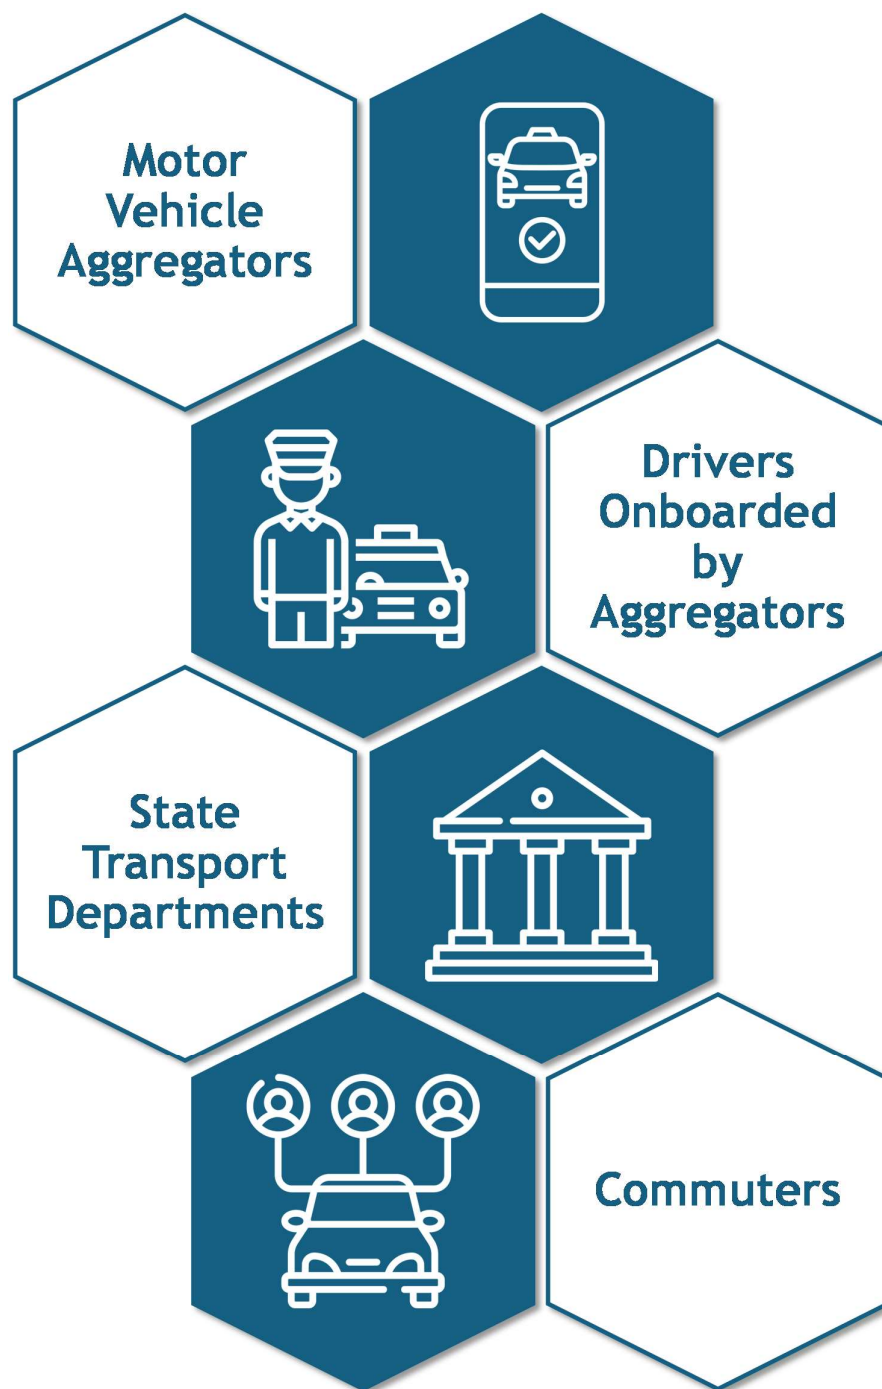 Motor
Vehicle
Aggregators
Drivers
Onboarded
by
Aggregators
State
Transport
Departments
Commuters